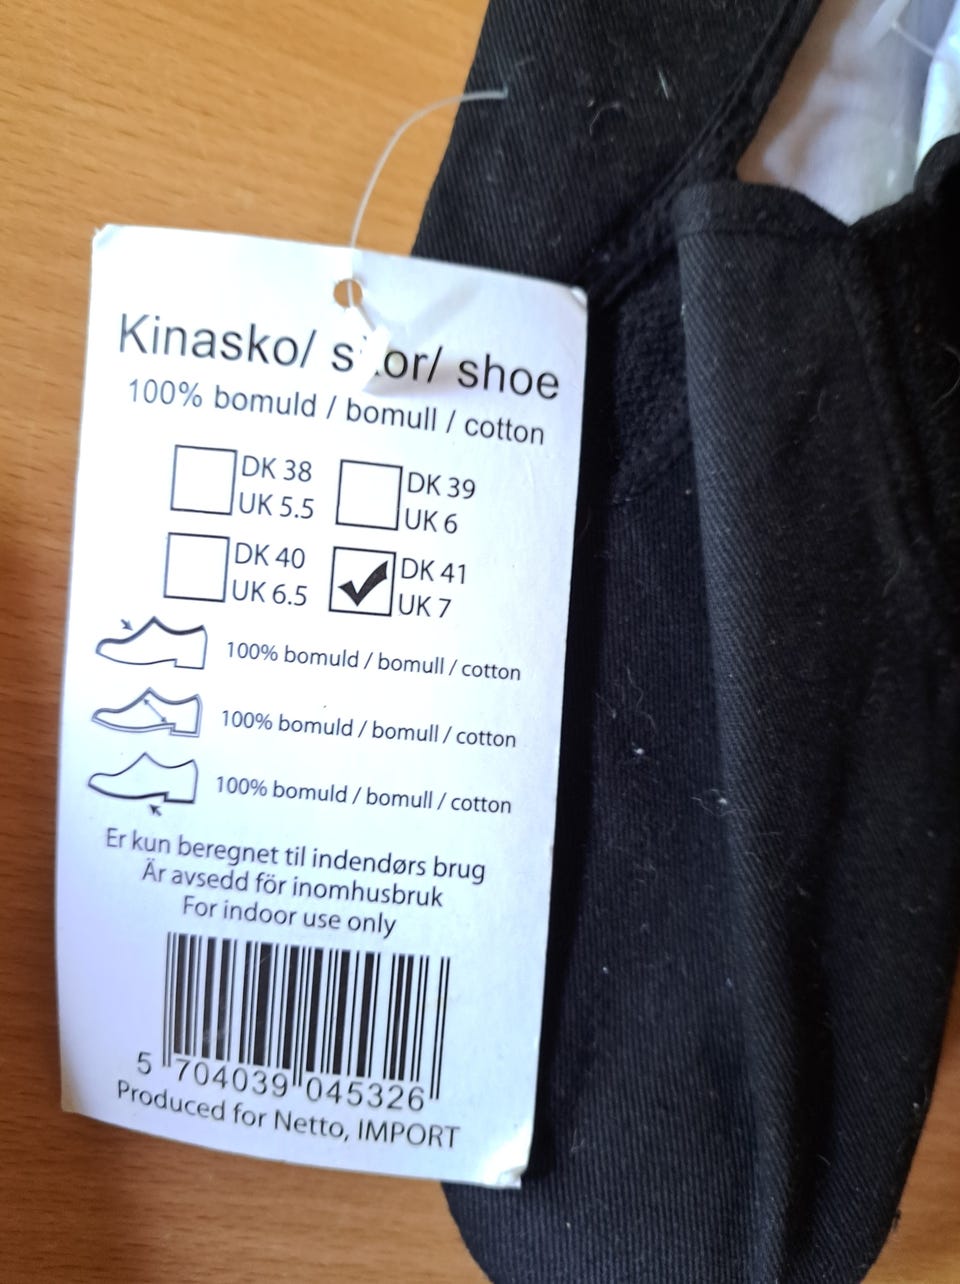 Kinasko/ s or/ shoe
100% bomuld / bomull / cotton
DK 38
UK 5.5
DK 39
UK 6
DK 40
UK 6.5
DK 41
UK 7
100% bomuld / bomull / cotton
100% bomuld / bomull / cotton
100% bomuld / bomull / cotton
Er kun beregnet til indendørs brug
Är avsedd för inomhusbruk
For indoor use only
5 704039 045326
Produced for Netto, IMPORT